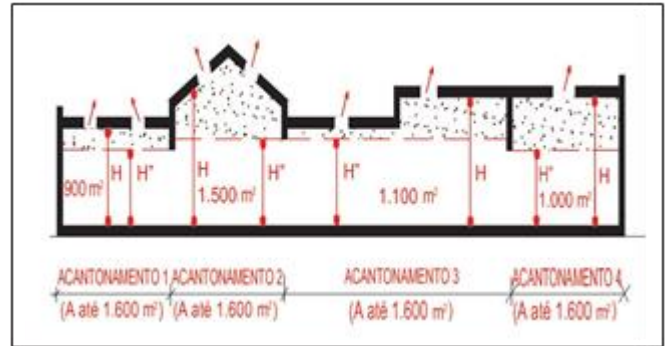 900 m² H H" H 1.500 m² H" H" 1.100 m² H H" 1.000 m² H
ACANTONAMENTO 1 ACANTONAMENTO 2 ACANTONAMENTO 3 ACANTONAMENTO 4
(A até 1.600 m²) (A até 1.600 m²) (A até 1.600 m²) (A até 1.600 m²)